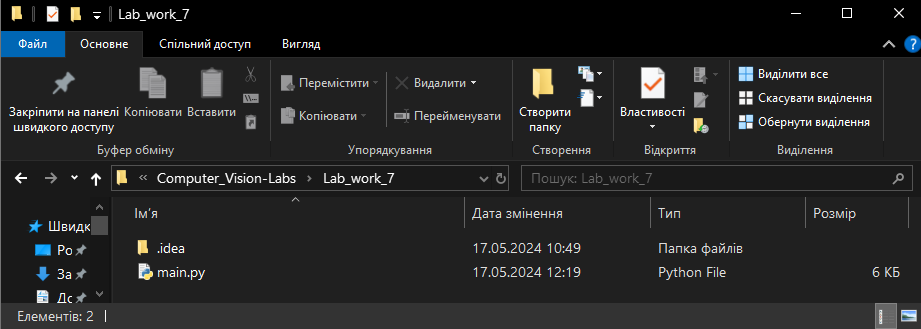 Lab_work_7
Файл Основне Спільний доступ Вигляд
Закріпити на панелі швидкого доступу
Копіювати
Вставити
Буфер обміну
Перемістити
Копіювати
Видалити
Перейменувати
Упорядкування
Створити папку
Створення
Властивості
Відкриття
Виділити все
Скасувати виділення
Обернути виділення
Виділення
« Computer_Vision-Labs > Lab_work_7
Пошук: Lab_work_7
Ім'я Дата змінення Тип Розмір
Швидк
Ро
За
До
.idea 17.05.2024 10:49 Папка файлів
main.py 17.05.2024 12:19 Python File 6 КБ
Елементів: 2